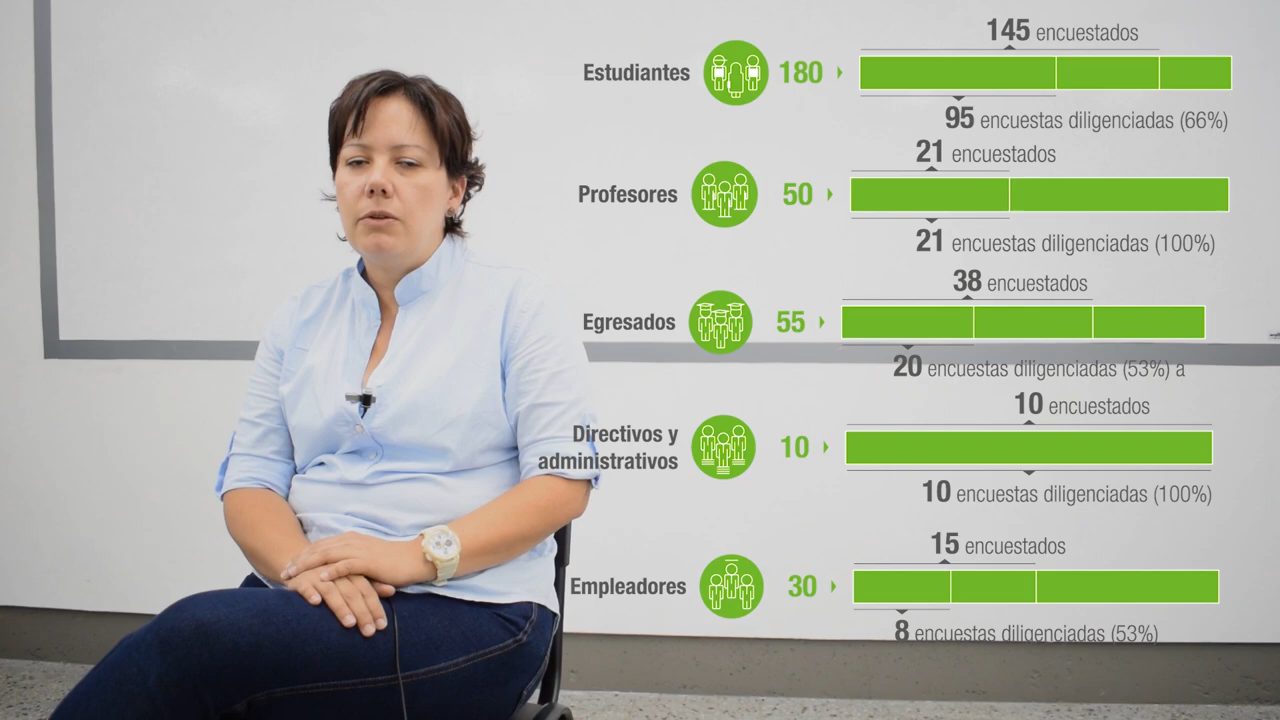 145 encuestados
Estudiantes 180
95 encuestas diligenciadas (66%)
21 encuestados
Profesores 50
21 encuestas diligenciadas (100%)
38 encuestados
Egresados 55
20 encuestas diligenciadas (53%) a
10 encuestados
Directivos y
administrativos 10
10 encuestas diligenciadas (100%)
15 encuestados
Empleadores 30
8 encuestas diligenciadas (53%)